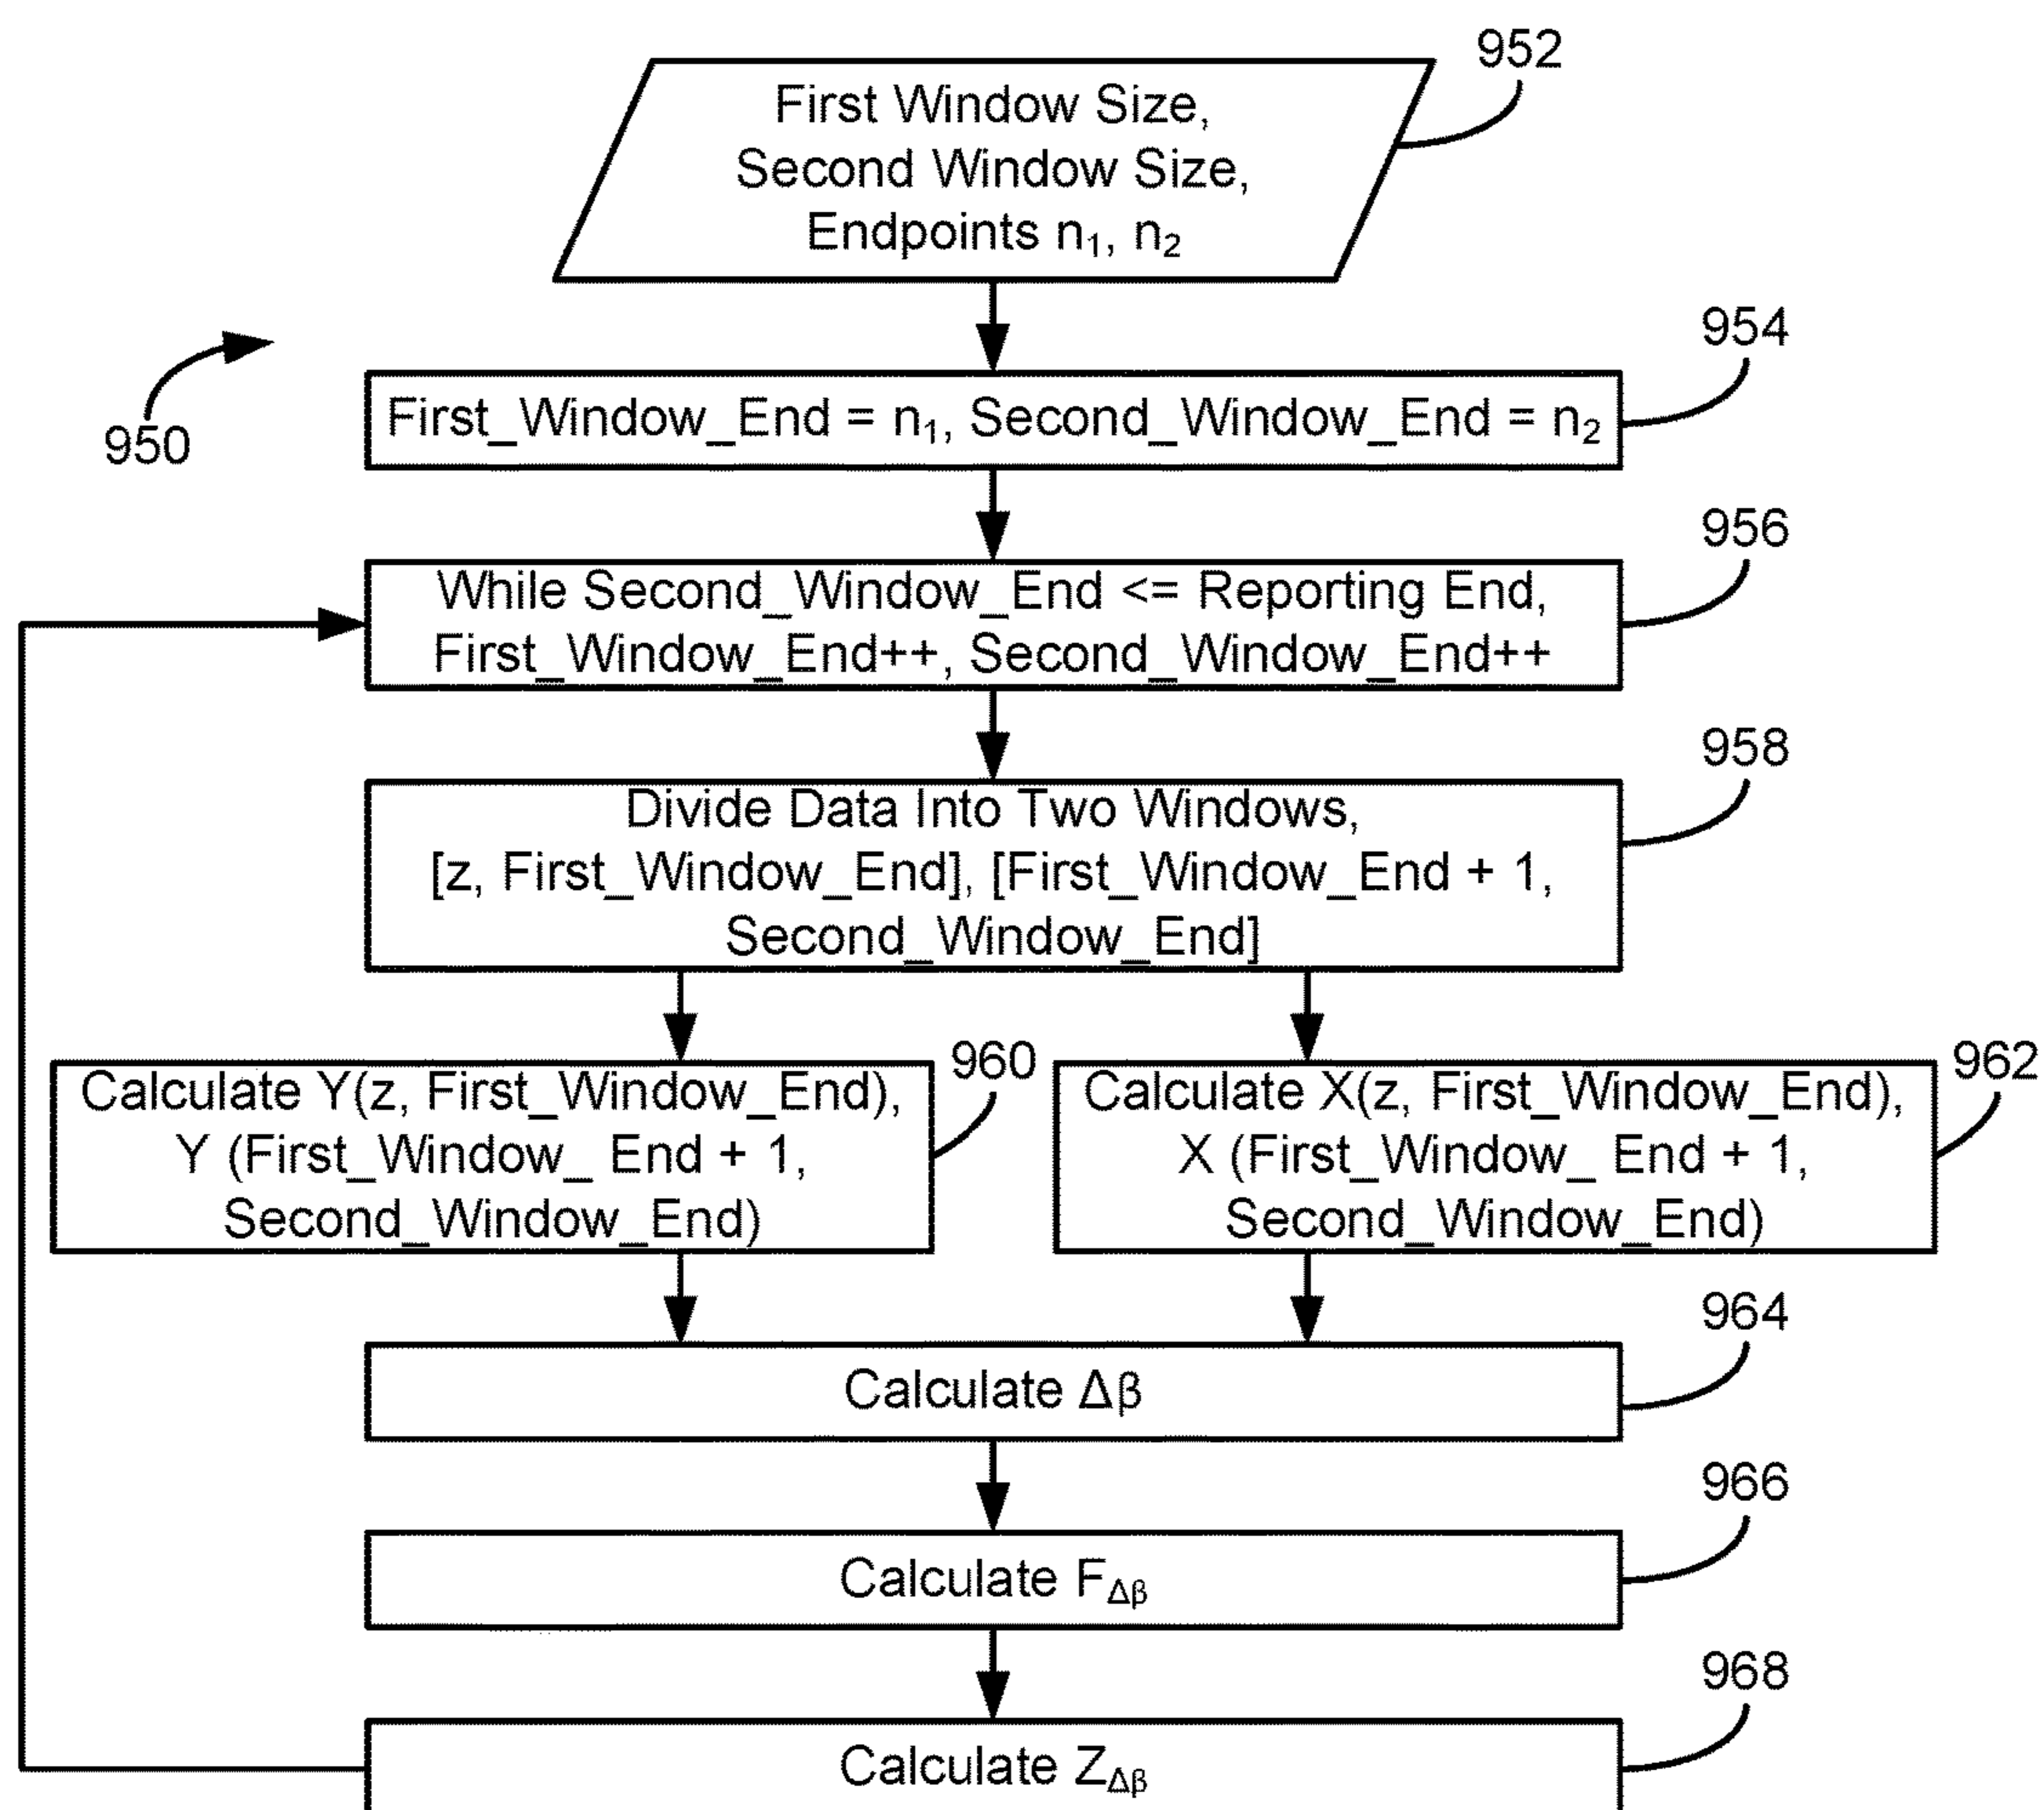 952
First Window Size,
Second Window Size,
Endpoints n₁, n₂
954
First_Window_End = n₁, Second_Window_End = n₂
950
956
While Second_Window_End <= Reporting End,
First_Window_End++, Second_Window_End++
958
Divide Data Into Two Windows,
[z, First_Window_End], [First_Window_End + 1,
Second_Window_End]
960
Calculate Y(z, First_Window_End),
Y (First_Window_ End + 1,
Second_Window_End)
962
Calculate X(z, First_Window_End),
X (First_Window_ End + 1,
Second_Window_End)
964
Calculate Δβ
966
Calculate F_Δβ
968
Calculate Z_Δβ